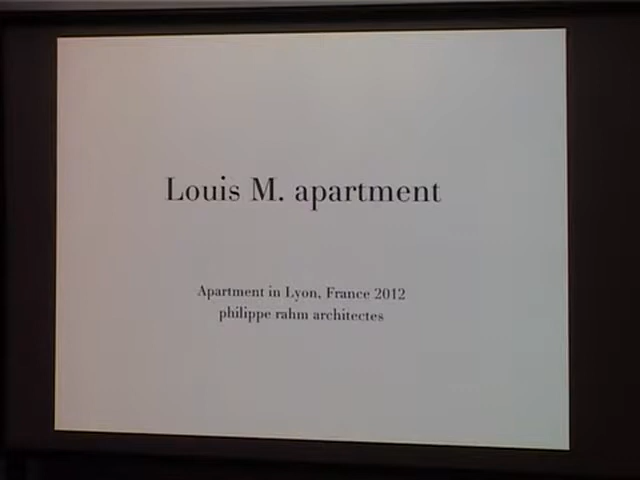 Louis M. apartment
Apartment in Lyon, France 2012
philippe rahm architectes